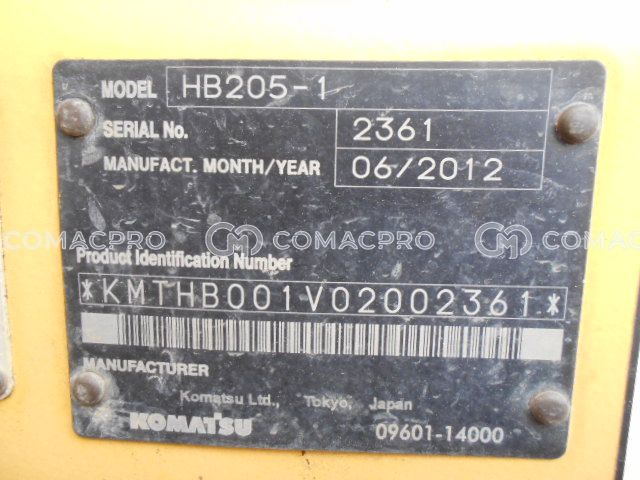 MODEL HB205-1
SERIAL No. 2361
MANUFACT. MONTH/YEAR 06/2012
COMACPRO COMACPRO COMACPRO
Product Identification Number
*KMTHB001V02002361*
MANUFACTURER
Komatsu Ltd., Tokyo, Japan
KOMATSU 09601-14000